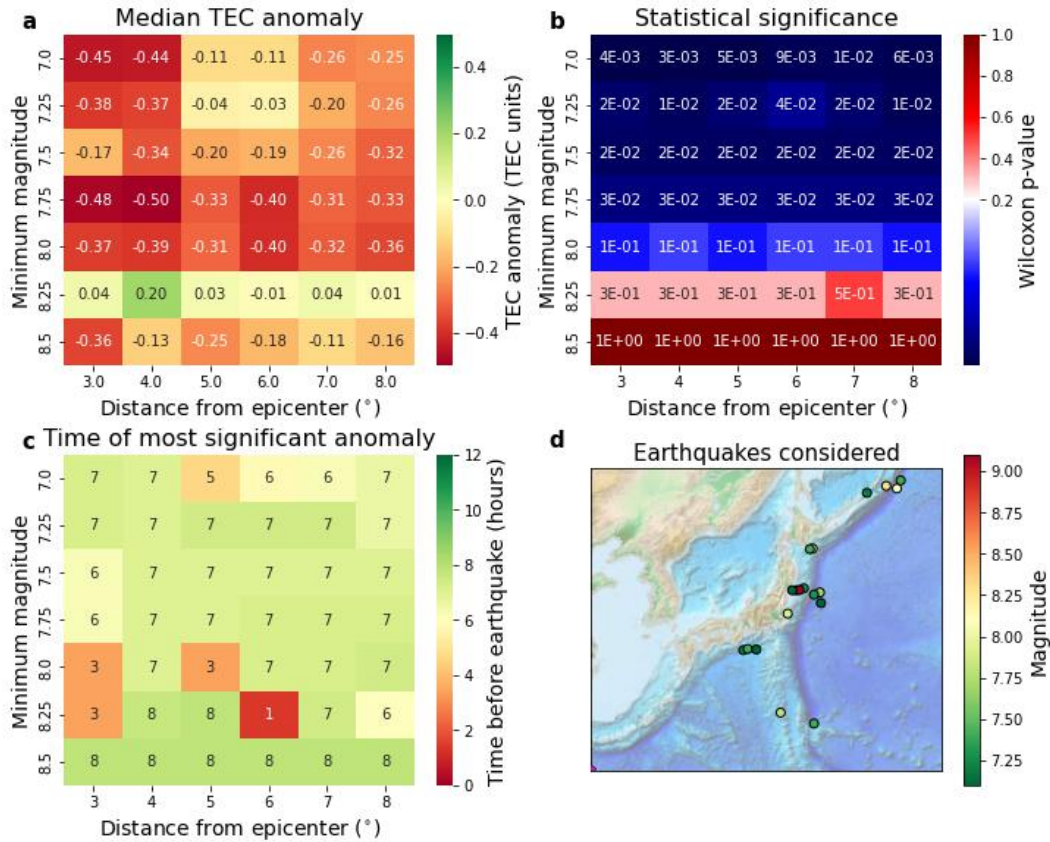 a Median TEC anomaly
Minimum magnitude
7.0 -0.45 -0.44 -0.11 -0.11 -0.26 -0.25
7.25 -0.38 -0.37 -0.04 -0.03 -0.20 -0.26
7.5 -0.17 -0.34 -0.20 -0.19 -0.26 -0.32
7.75 -0.48 -0.50 -0.33 -0.40 -0.31 -0.33
8.0 -0.37 -0.39 -0.31 -0.40 -0.32 -0.36
8.25 0.04 0.20 0.03 -0.01 0.04 0.01
8.5 -0.36 -0.13 -0.25 -0.18 -0.11 -0.16
3.0 4.0 5.0 6.0 7.0 8.0
Distance from epicenter (°)
0.4
0.2
0.0
−0.2
−0.4
TEC anomaly (TEC units)
b Statistical significance
Minimum magnitude
7.0 4E-03 3E-03 5E-03 9E-03 1E-02 6E-03
7.25 2E-02 1E-02 2E-02 4E-02 2E-02 1E-02
7.5 2E-02 2E-02 2E-02 2E-02 2E-02 2E-02
7.75 3E-02 3E-02 3E-02 3E-02 3E-02 3E-02
8.0 1E-01 1E-01 1E-01 1E-01 1E-01 1E-01
8.25 3E-01 3E-01 3E-01 3E-01 5E-01 3E-01
8.5 1E+00 1E+00 1E+00 1E+00 1E+00 1E+00
3 4 5 6 7 8
Distance from epicenter (°)
1.0
0.8
0.6
0.4
0.2
Wilcoxon p-value
c Time of most significant anomaly
Minimum magnitude
7.0 7 7 5 6 6 7
7.25 7 7 7 7 7 7
7.5 6 7 7 7 7 7
7.75 6 7 7 7 7 7
8.0 3 7 3 7 7 7
8.25 3 8 8 1 7 6
8.5 8 8 8 8 8 8
3 4 5 6 7 8
Distance from epicenter (°)
12
10
8
6
4
2
0
Time before earthquake (hours)
d Earthquakes considered
9.00
8.75
8.50
8.25
8.00
7.75
7.50
7.25
Magnitude